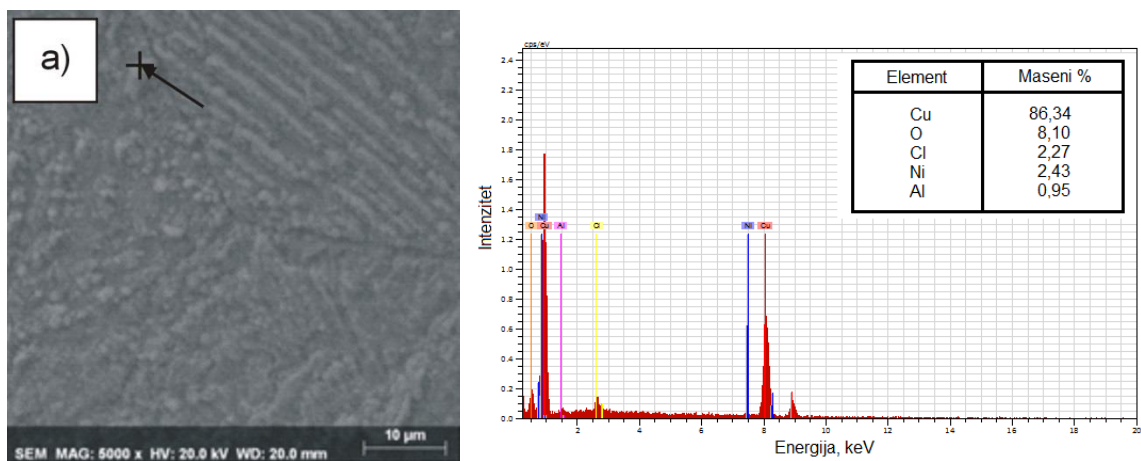 a)
SEM MAG: 5000 x HV: 20.0 kV WD: 20.0 mm
10 µm
cps/eV
Intenzitet
2.4
2.2
2.0
1.8
1.6
1.4
1.2
1.0
0.8
0.6
0.4
0.2
0.0
O Ni Cu Al Cl Ni Cu
2 4 6 8 10 12 14 16 18 20
Energija, keV
Element Maseni %
Cu 86,34
O 8,10
Cl 2,27
Ni 2,43
Al 0,95